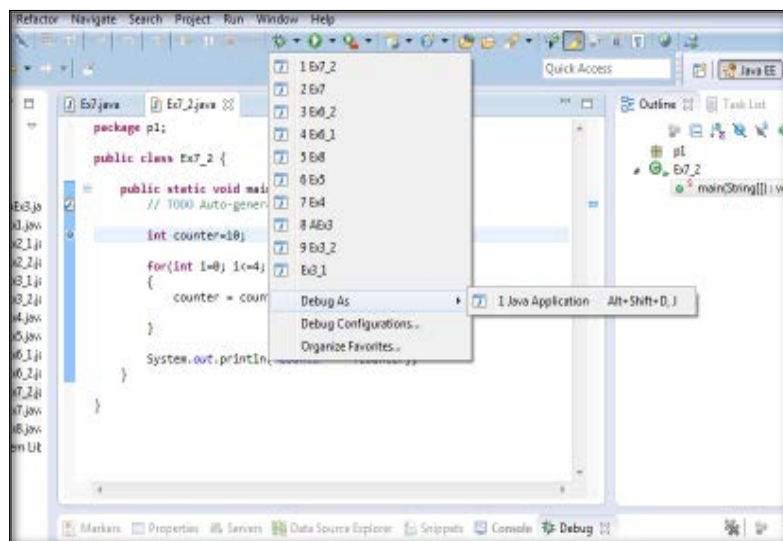 Refactor Navigate Search Project Run Window Help
Quick Access
Java EE
Ex7.java
Ex7_2.java
package p1;
public class Ex7_2 {
public static void mai
// TODO Auto-gener
int counter=10;
for(int i=0; i<=4;
{
counter = coun
}
System.out.println(
}
}
1 Ex7_2
2 Ex7
3 Ex6_2
4 Ex6_1
5 Ex8
6 Ex5
7 Ex4
8 AEx3
9 Ex3_2
Ex3_1
Debug As
Debug Configurations...
Organize Favorites...
1 Java Application Alt+Shift+D, J
Outline
Task List
p1
Ex7_2
main(String[]) : v
Markers
Properties
Servers
Data Source Explorer
Snippets
Console
Debug